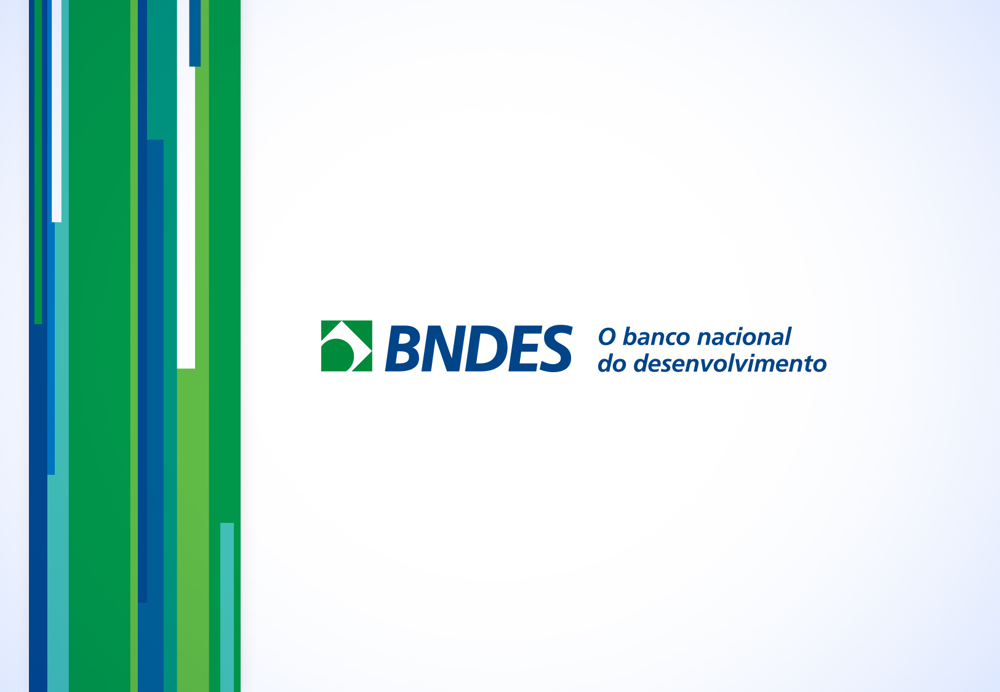 BNDES
O banco nacional
do desenvolvimento